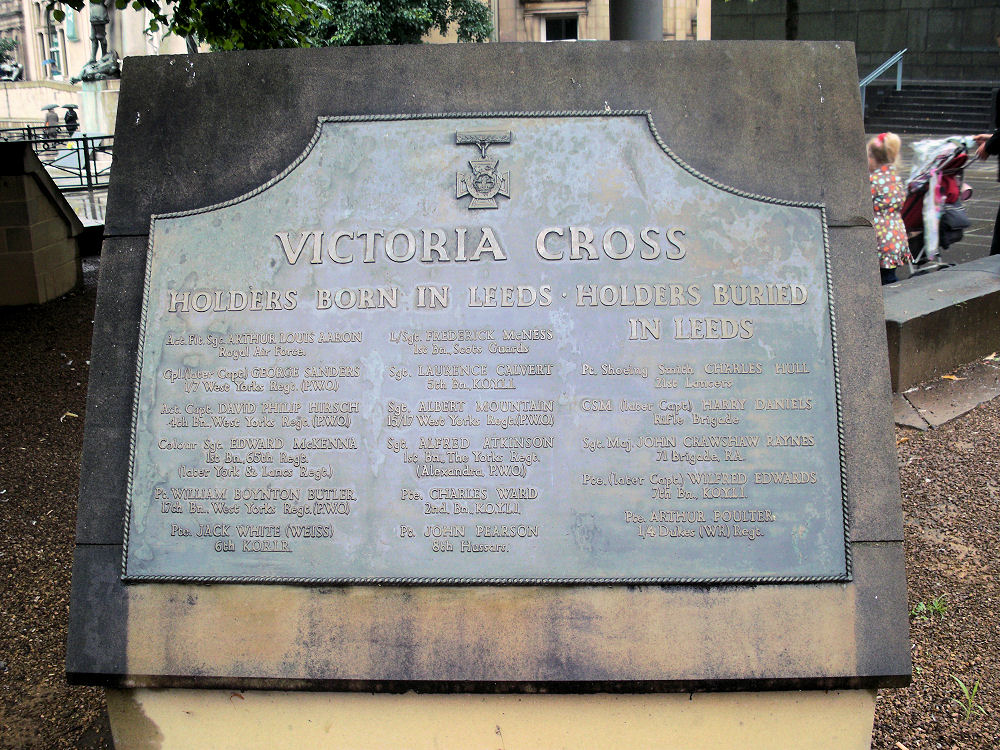 VICTORIA CROSS
HOLDERS BORN IN LEEDS · HOLDERS BURIED
IN LEEDS
Act. Flt. Sgt. ARTHUR LOUIS AARON
Royal Air Force.
Cpl. (later Capt) GEORGE SANDERS
1/7 West Yorks Regt. (P.W.O)
Act. Capt. DAVID PHILIP HIRSCH
4th Bn., West Yorks Regt. (P.W.O)
Colour Sgt. EDWARD McKENNA
1st Bn., 65th Regt.
(later York & Lancs Regt.)
Pt. WILLIAM BOYNTON BUTLER
17th Bn., West Yorks Regt. (P.W.O)
Pte. JACK WHITE (WEISS)
6th K.O.R.L.R.
L/Sgt. FREDERICK McNESS
1st Bn., Scots Guards
Sgt. LAURENCE CALVERT
5th Bn., K.O.Y.L.I.
Sgt. ALBERT MOUNTAIN
15/17 West Yorks Regt. (P.W.O)
Sgt. ALFRED ATKINSON
1st Bn., The Yorks Regt.
(Alexandra, P.W.O)
Pte. CHARLES WARD
2nd. Bn., K.O.Y.L.I
Pt. JOHN PEARSON
8th Hussars.
Pt. Shoeing Smith CHARLES HULL
21st Lancers
CSM (later Capt) HARRY DANIELS
Rifle Brigade
Sgt. Maj. JOHN CRAWSHAW RAYNES
71 Brigade, R.A.
Pte. (later Capt) WILFRED EDWARDS
7th Bn., K.O.Y.L.I.
Pte. ARTHUR POULTER
1/4 Dukes (WR) Regt.